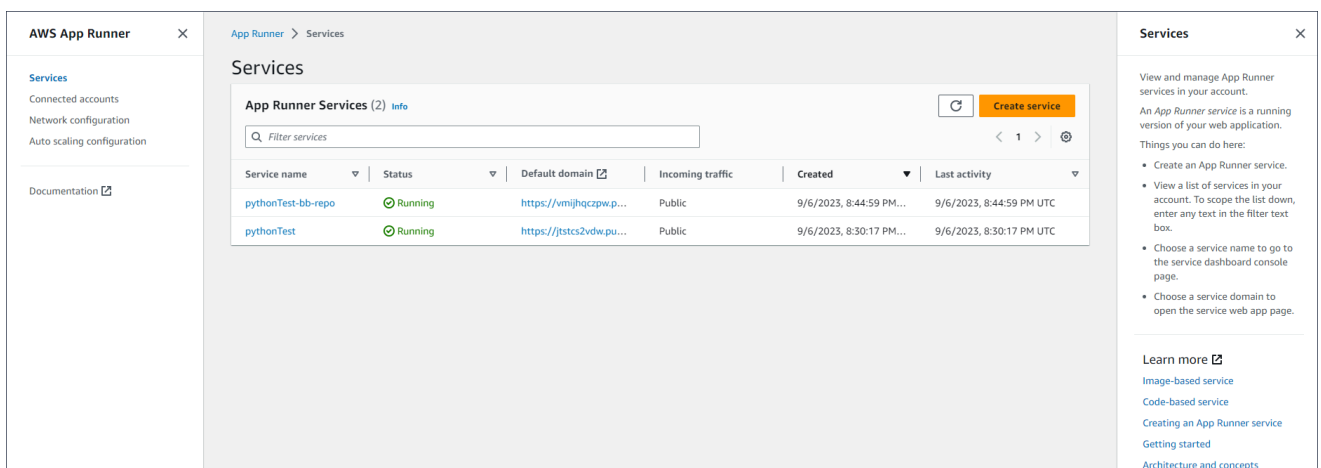 AWS App Runner
Services
Connected accounts
Network configuration
Auto scaling configuration
Documentation
App Runner > Services
Services
App Runner Services (2) Info
Create service
Filter services
< 1 >
Service name Status Default domain Incoming traffic Created Last activity
pythonTest-bb-repo Running https://vmijhqczpw.p... Public 9/6/2023, 8:44:59 PM... 9/6/2023, 8:44:59 PM UTC
pythonTest Running https://jtstcs2vdw.pu... Public 9/6/2023, 8:30:17 PM... 9/6/2023, 8:30:17 PM UTC
Services
View and manage App Runner
services in your account.
An App Runner service is a running
version of your web application.
Things you can do here:
• Create an App Runner service.
• View a list of services in your
account. To scope the list down,
enter any text in the filter text
box.
• Choose a service name to go to
the service dashboard console
page.
• Choose a service domain to
open the service web app page.
Learn more
Image-based service
Code-based service
Creating an App Runner service
Getting started
Architecture and concepts